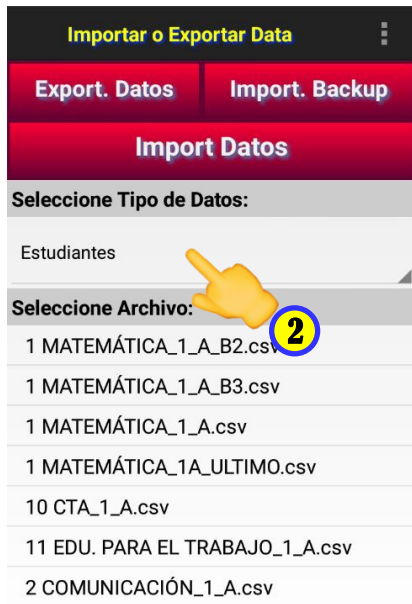 Importar o Exportar Data
Export. Datos Import. Backup
Import Datos
Seleccione Tipo de Datos:
Estudiantes
Seleccione Archivo:
2
1 MATEMÁTICA_1_A_B2.csv
1 MATEMÁTICA_1_A_B3.csv
1 MATEMÁTICA_1_A.csv
1 MATEMÁTICA_1A_ULTIMO.csv
10 CTA_1_A.csv
11 EDU. PARA EL TRABAJO_1_A.csv
2 COMUNICACIÓN_1_A.csv